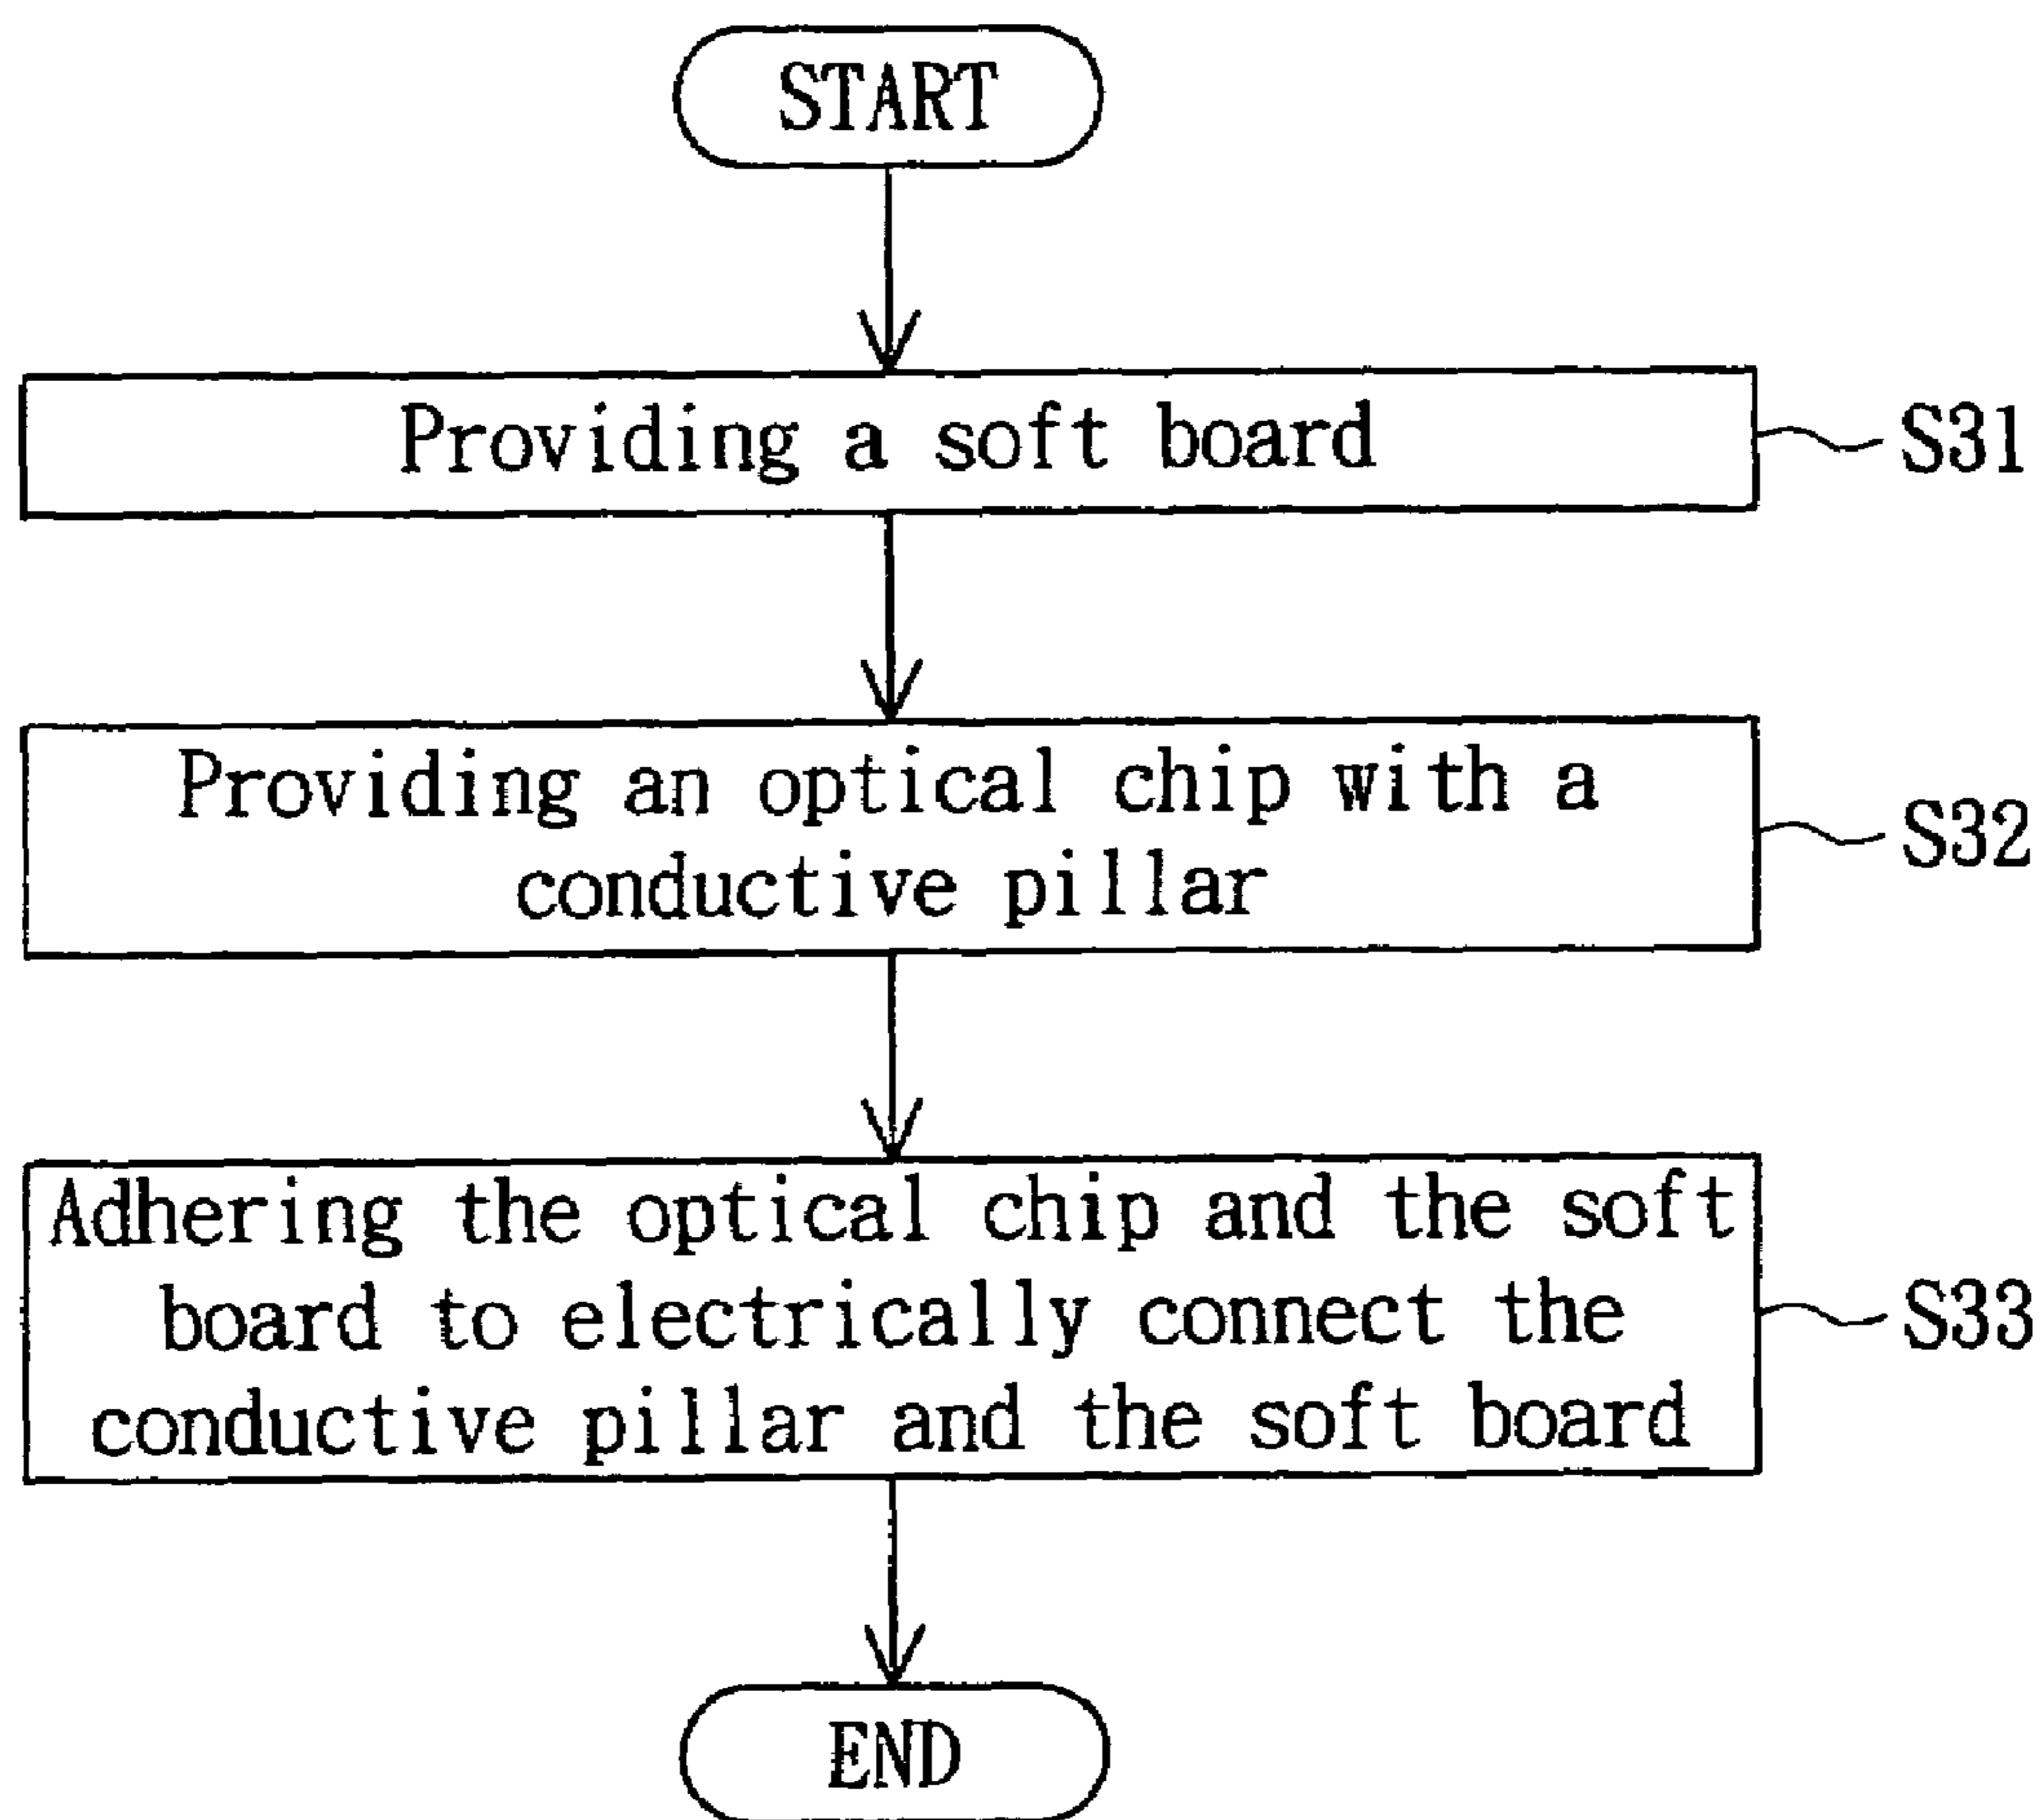 START
Providing a soft board
S31
Providing an optical chip with a
conductive pillar
S32
Adhering the optical chip and the soft
board to electrically connect the
conductive pillar and the soft board
S33
END